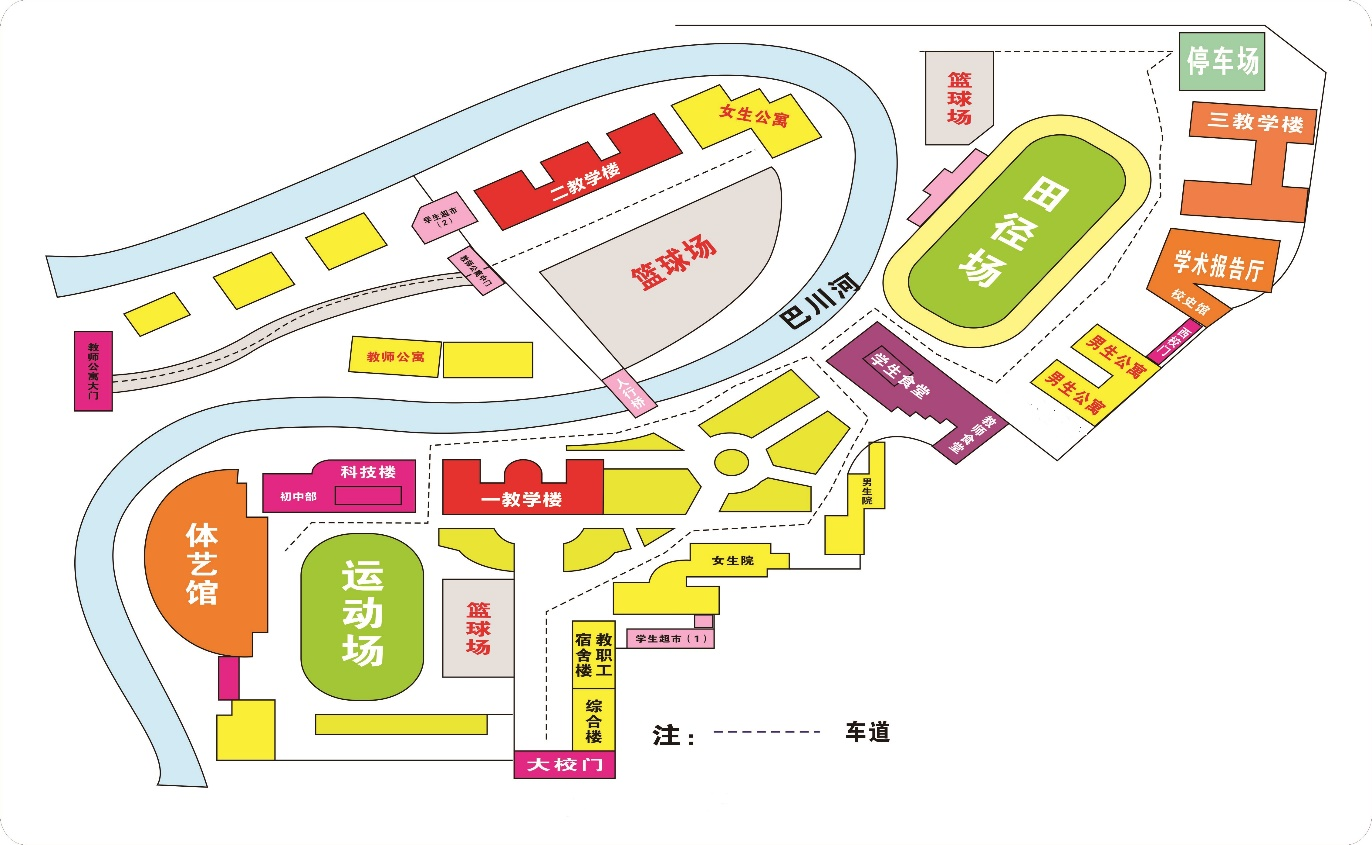 停车场
篮球场
三教学楼
女生公寓
二教学楼
田径场
学生超市
（2）
篮球场
学术报告厅
校史馆
巴川河
西校门
男生公寓
男生公寓
教师公寓大门
教师公寓
人行桥
学生食堂
教师食堂
科技楼
初中部
一教学楼
男生院
体艺馆
运动场
篮球场
女生院
学生超市（1）
教职工
宿舍楼
综合楼
大校门
注：
车道